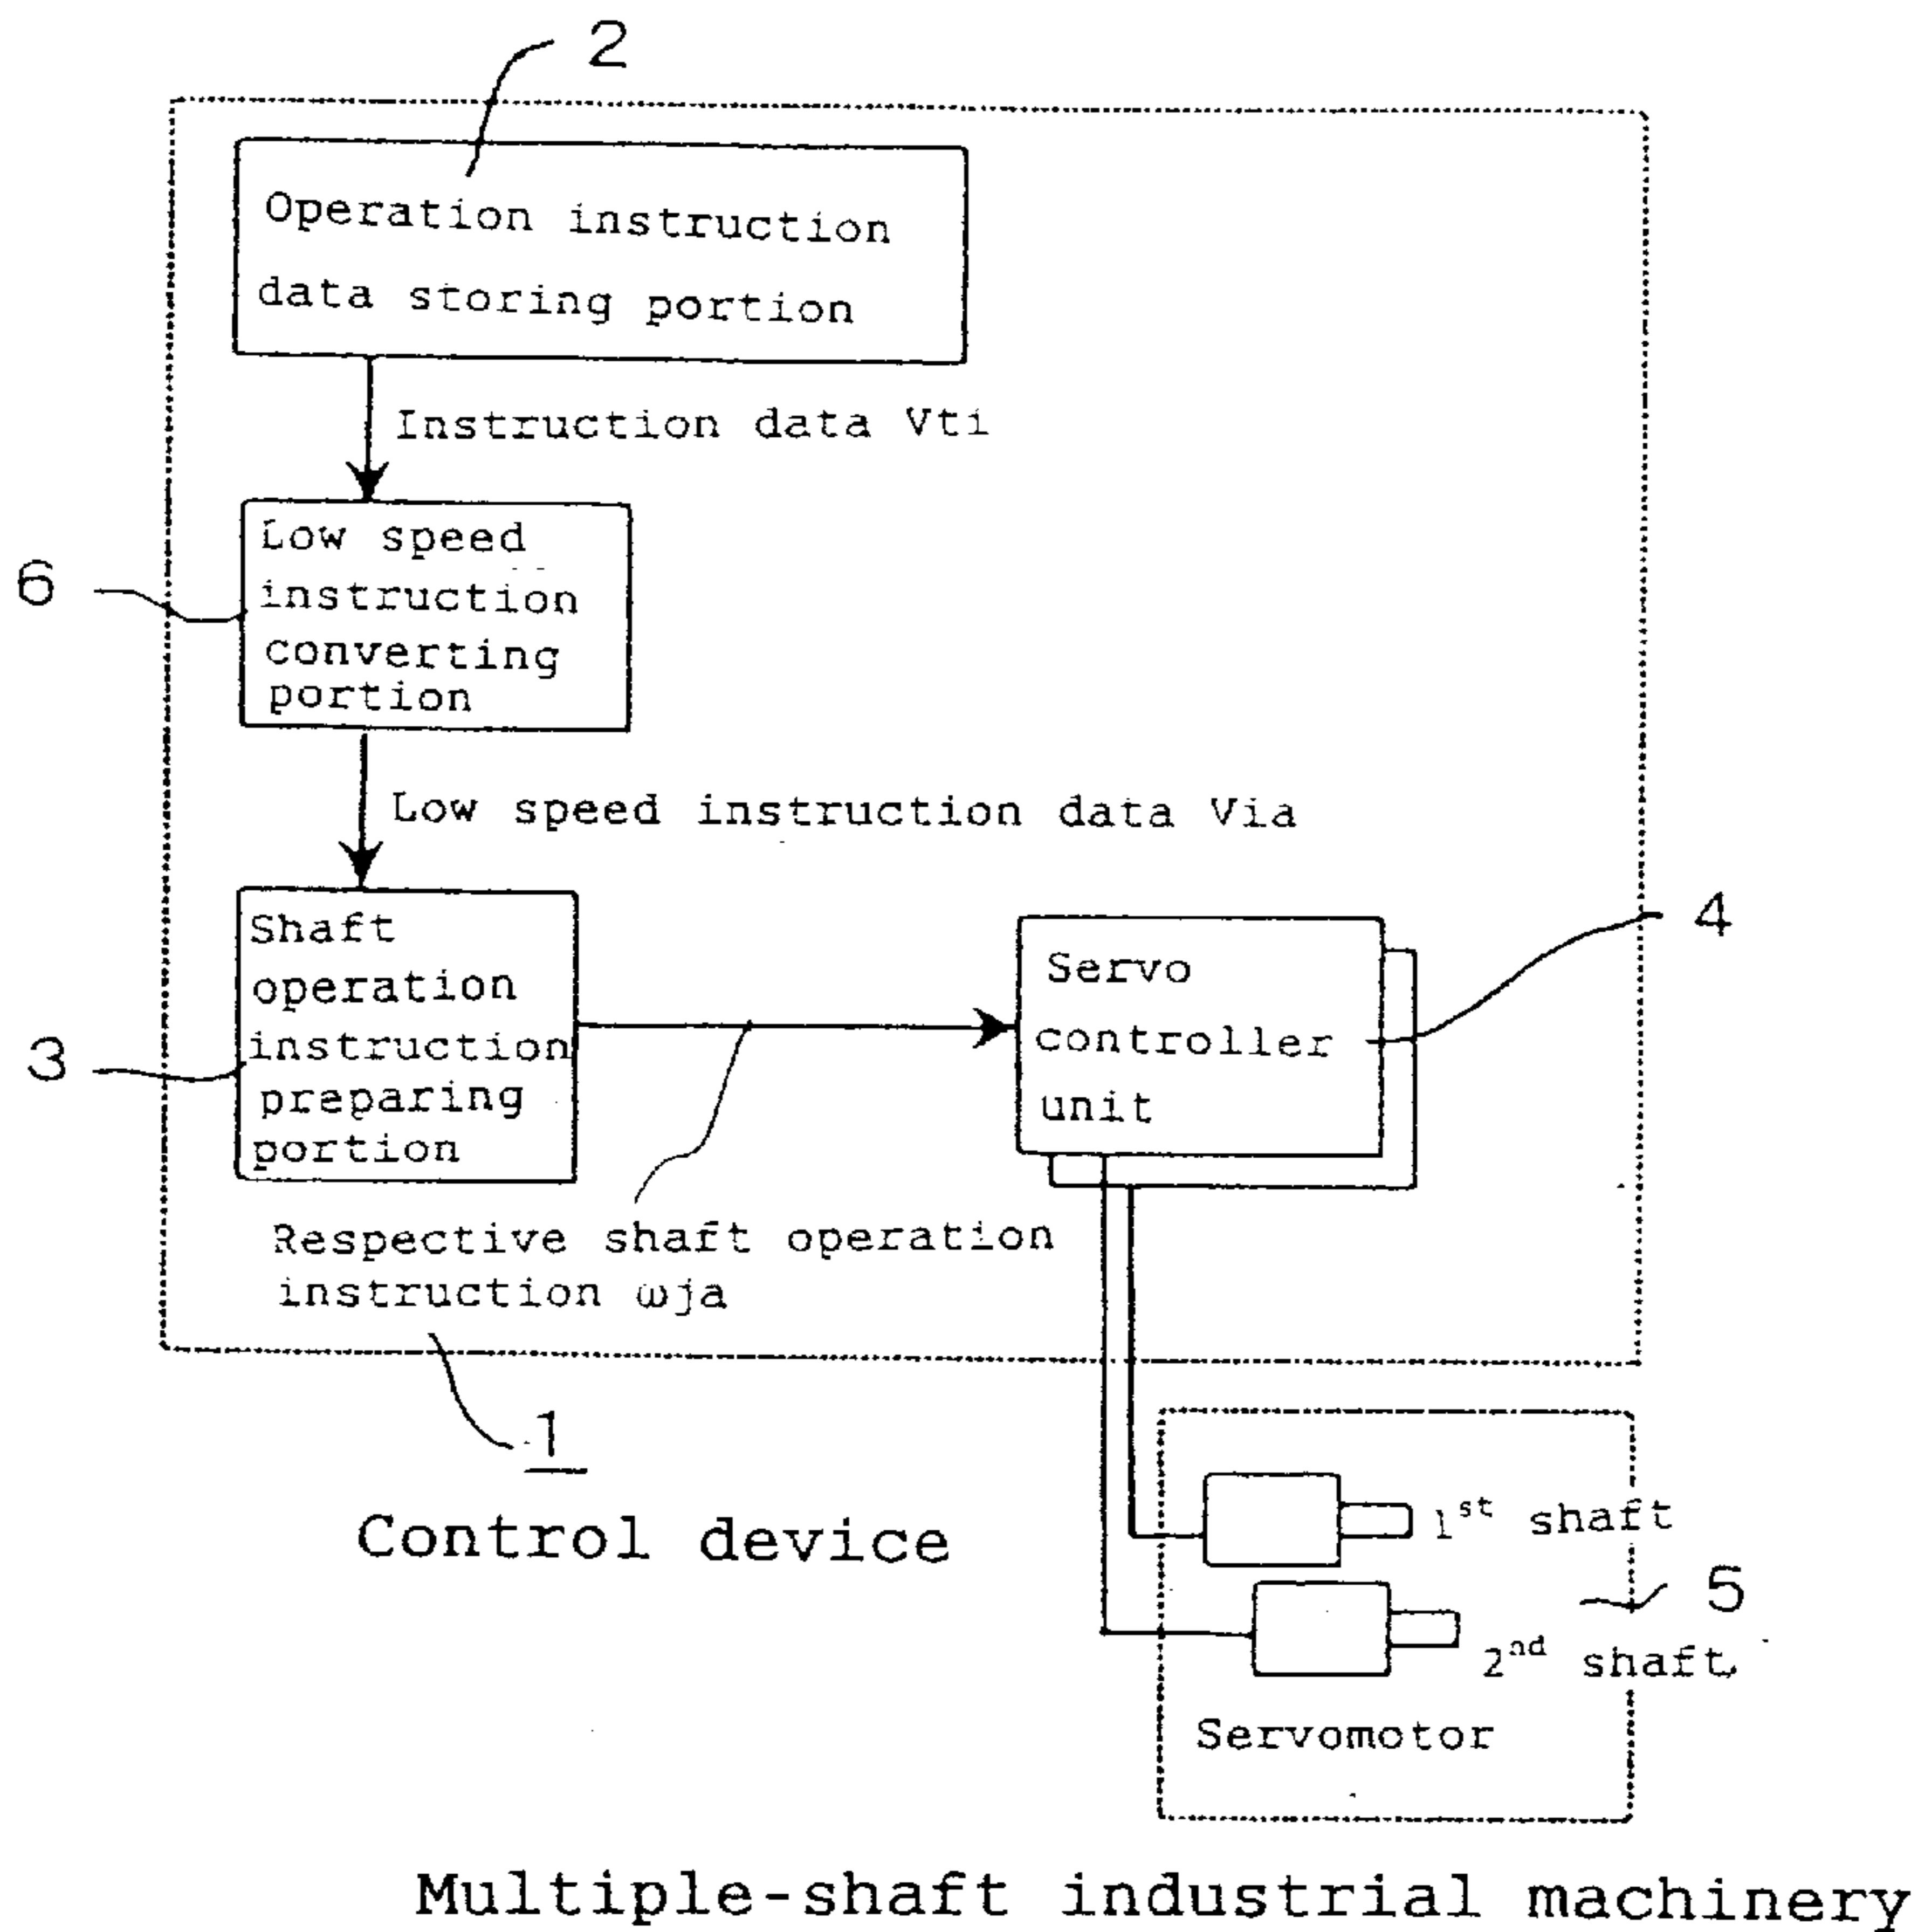 2
Operation instruction
data storing portion
Instruction data Vti
Low speed
instruction
converting
portion
6
Low speed instruction data Via
Shaft
operation
instruction
preparing
portion
3
Servo
controller
unit
4
Respective shaft operation
instruction ωja
1
Control device
1st shaft
5
2nd shaft
Servomotor
Multiple-shaft industrial machinery